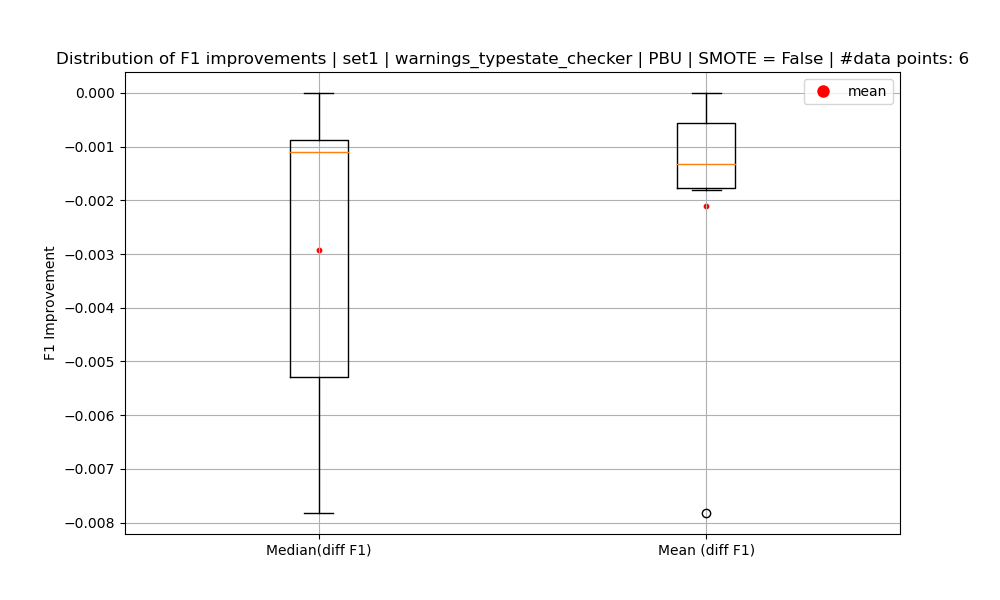 Distribution of F1 improvements | set1 | warnings_typestate_checker | PBU | SMOTE = False | #data points: 6
mean
0.000
−0.001
−0.002
−0.003
−0.004
−0.005
−0.006
−0.007
−0.008
F1 Improvement
Median(diff F1)
Mean (diff F1)